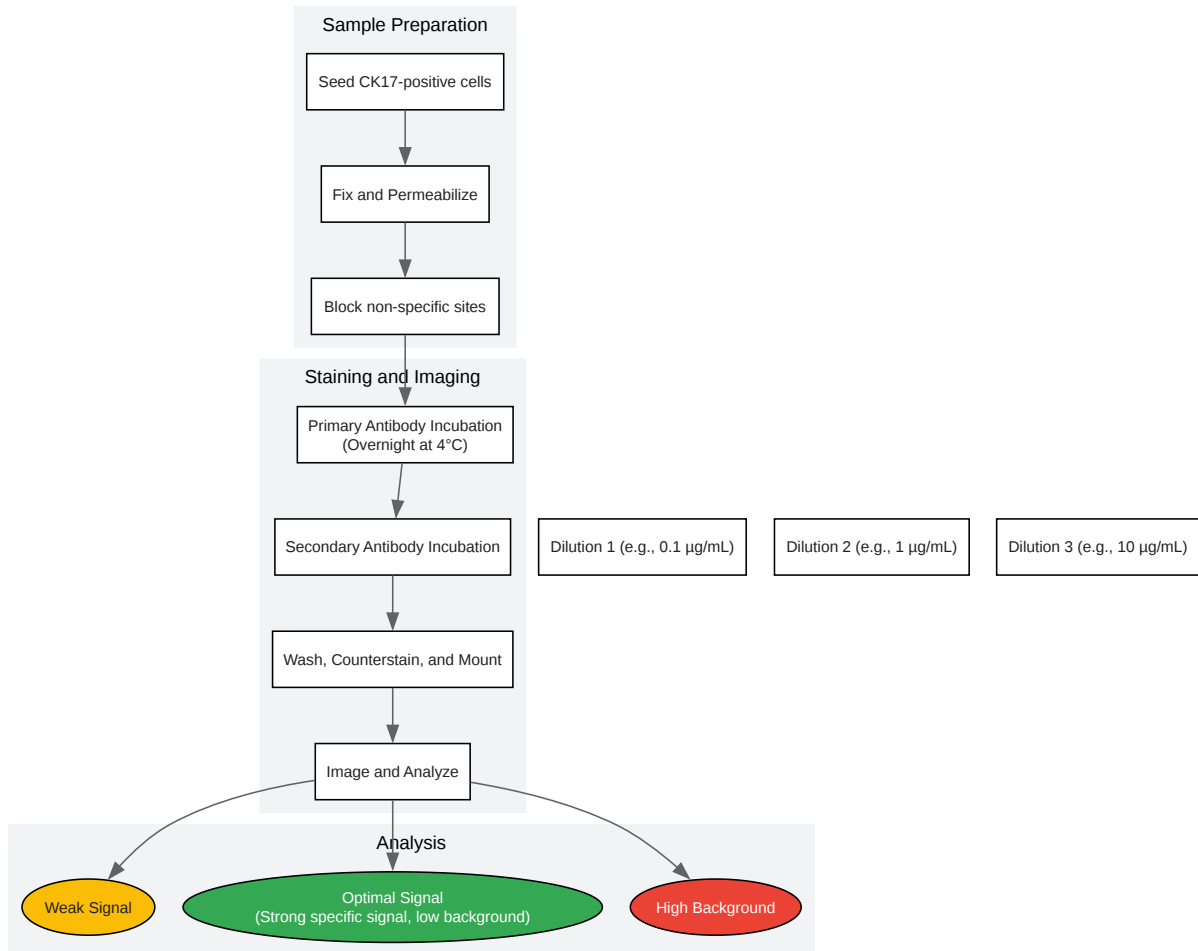 Sample Preparation
Seed CK17-positive cells
Fix and Permeabilize
Block non-specific sites
Staining and Imaging
Primary Antibody Incubation
(Overnight at 4°C)
Secondary Antibody Incubation
Dilution 1 (e.g., 0.1 µg/mL)
Dilution 2 (e.g., 1 µg/mL)
Dilution 3 (e.g., 10 µg/mL)
Wash, Counterstain, and Mount
Image and Analyze
Analysis
Weak Signal
Optimal Signal
(Strong specific signal, low background)
High Background